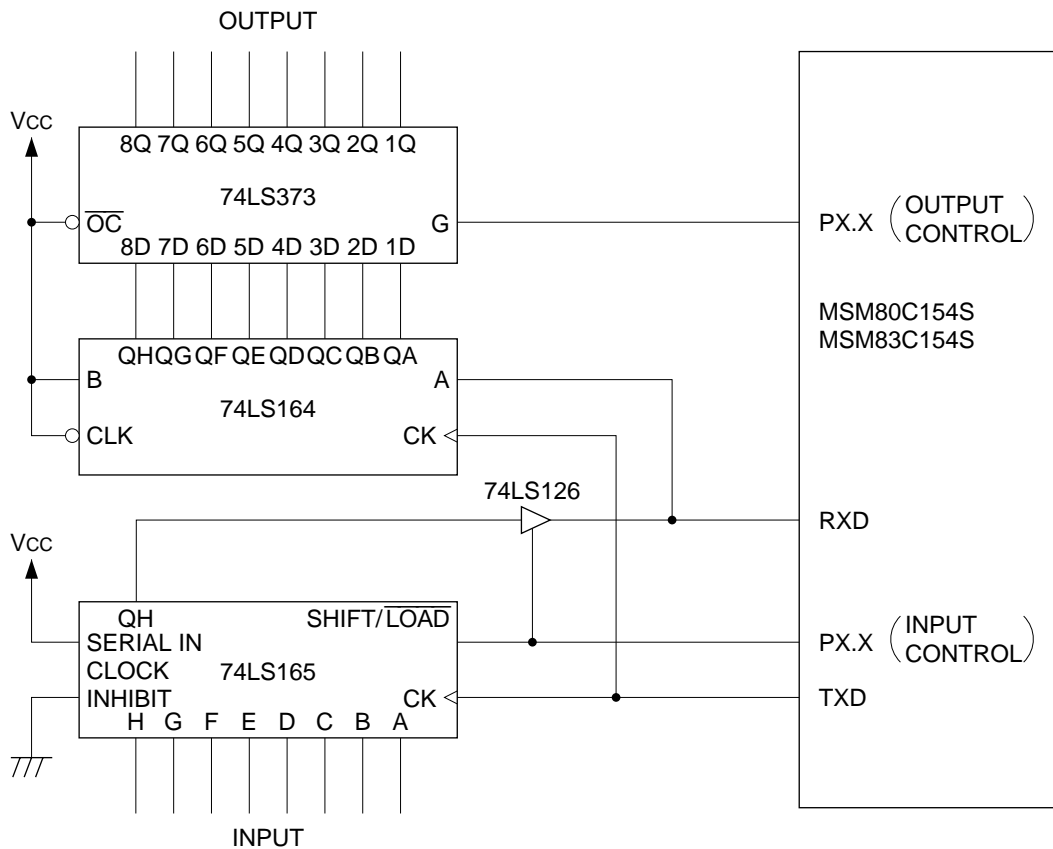 OUTPUT
VCC
8Q 7Q 6Q 5Q 4Q 3Q 2Q 1Q
74LS373
OC
G
8D 7D 6D 5D 4D 3D 2D 1D
PX.X (OUTPUT CONTROL)
MSM80C154S
MSM83C154S
QH QG QF QE QD QC QB QA
B
A
74LS164
CLK
CK
74LS126
RXD
VCC
QH
SHIFT/LOAD
SERIAL IN
CLOCK
INHIBIT
74LS165
CK
PX.X (INPUT CONTROL)
TXD
H G F E D C B A
INPUT